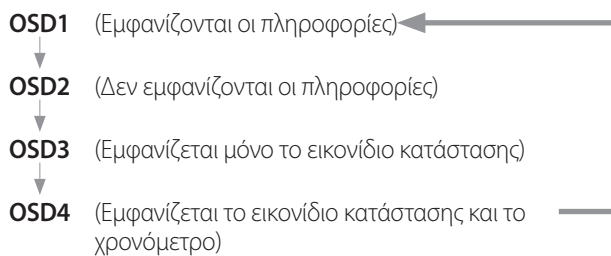 OSD1 (Εμφανίζονται οι πληροφορίες)
OSD2 (Δεν εμφανίζονται οι πληροφορίες)
OSD3 (Εμφανίζεται μόνο το εικονίδιο κατάστασης)
OSD4 (Εμφανίζεται το εικονίδιο κατάστασης και το
χρονόμετρο)